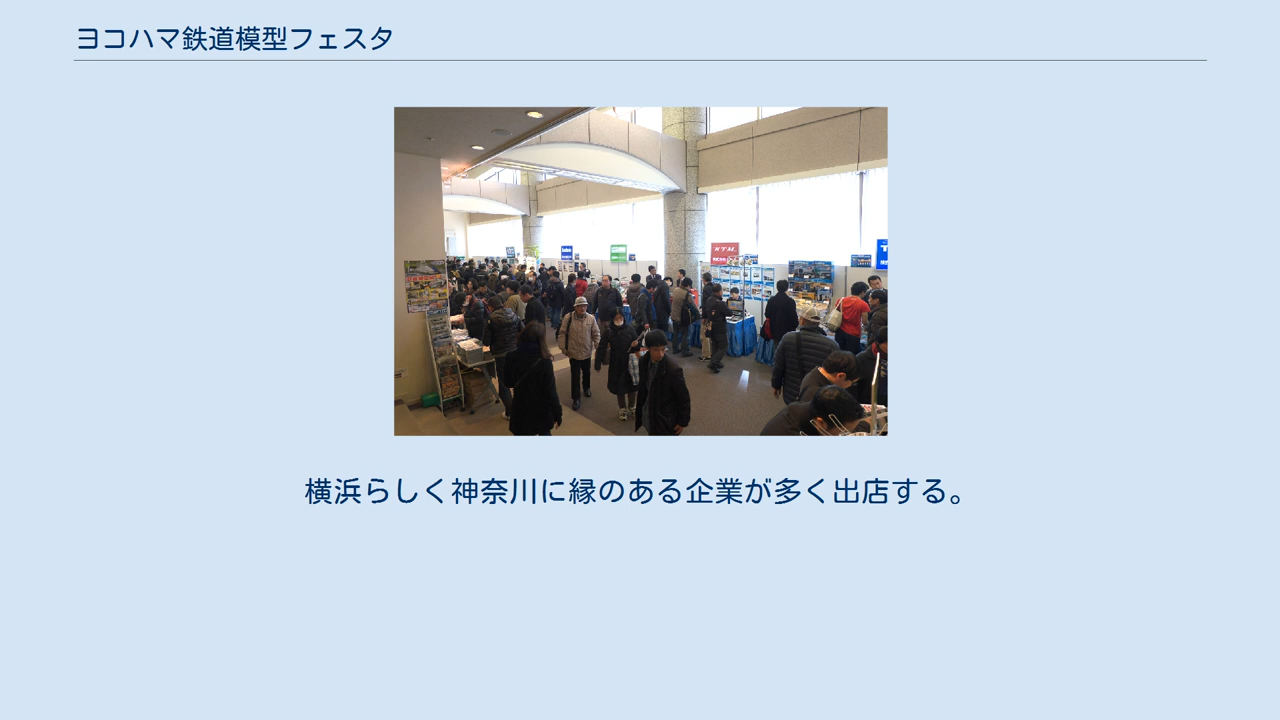 ヨコハマ鉄道模型フェスタ
KTM
横浜らしく神奈川に縁のある企業が多く出店する。